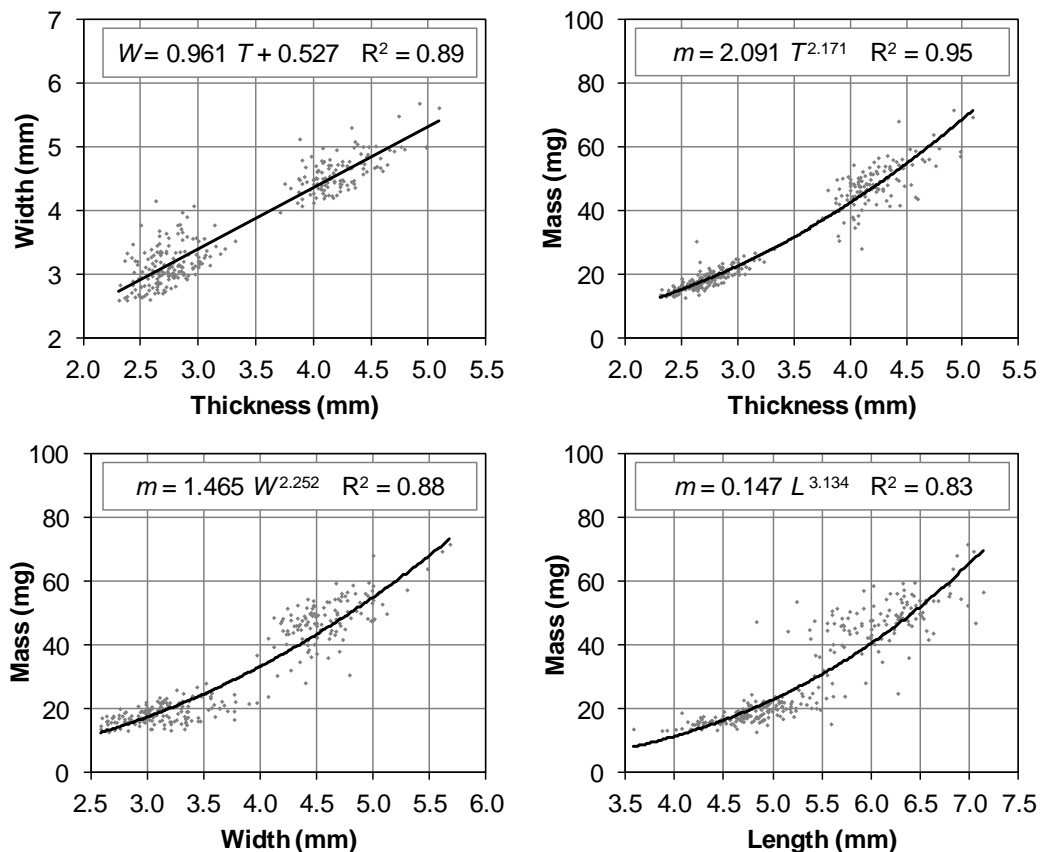 W = 0.961 T + 0.527 R² = 0.89
7
6
5
4
3
2
Width (mm)
2.0 2.5 3.0 3.5 4.0 4.5 5.0 5.5
Thickness (mm)
m = 2.091 T^2.171 R² = 0.95
100
80
60
40
20
0
Mass (mg)
2.0 2.5 3.0 3.5 4.0 4.5 5.0 5.5
Thickness (mm)
m = 1.465 W^2.252 R² = 0.88
100
80
60
40
20
0
Mass (mg)
2.5 3.0 3.5 4.0 4.5 5.0 5.5 6.0
Width (mm)
m = 0.147 L^3.134 R² = 0.83
100
80
60
40
20
0
Mass (mg)
3.5 4.0 4.5 5.0 5.5 6.0 6.5 7.0 7.5
Length (mm)